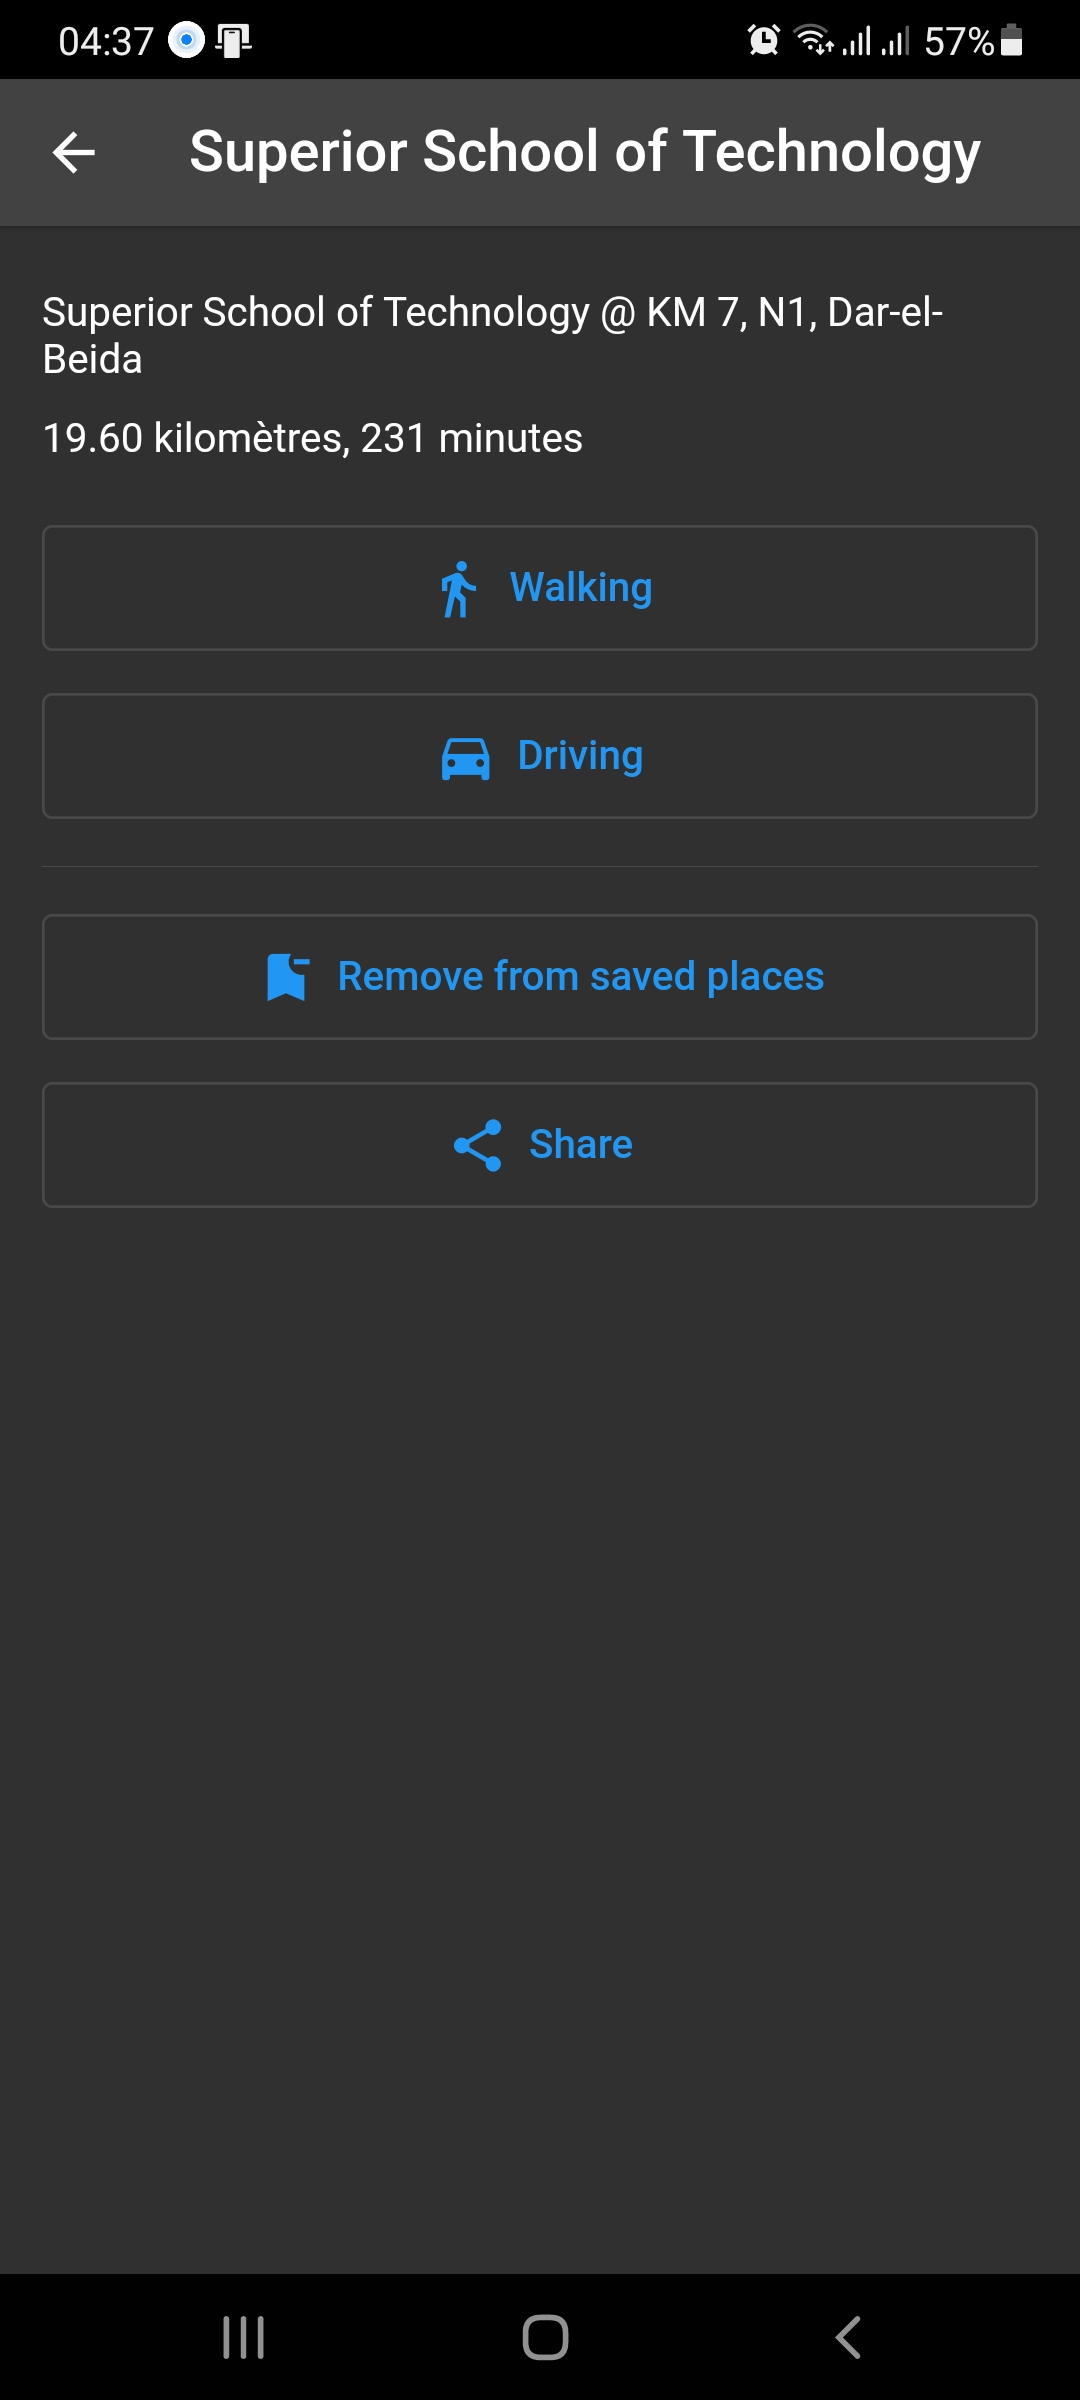 04:37
57%
Superior School of Technology
Superior School of Technology @ KM 7, N1, Dar-el-
Beida
19.60 kilomètres, 231 minutes
Walking
Driving
Remove from saved places
Share